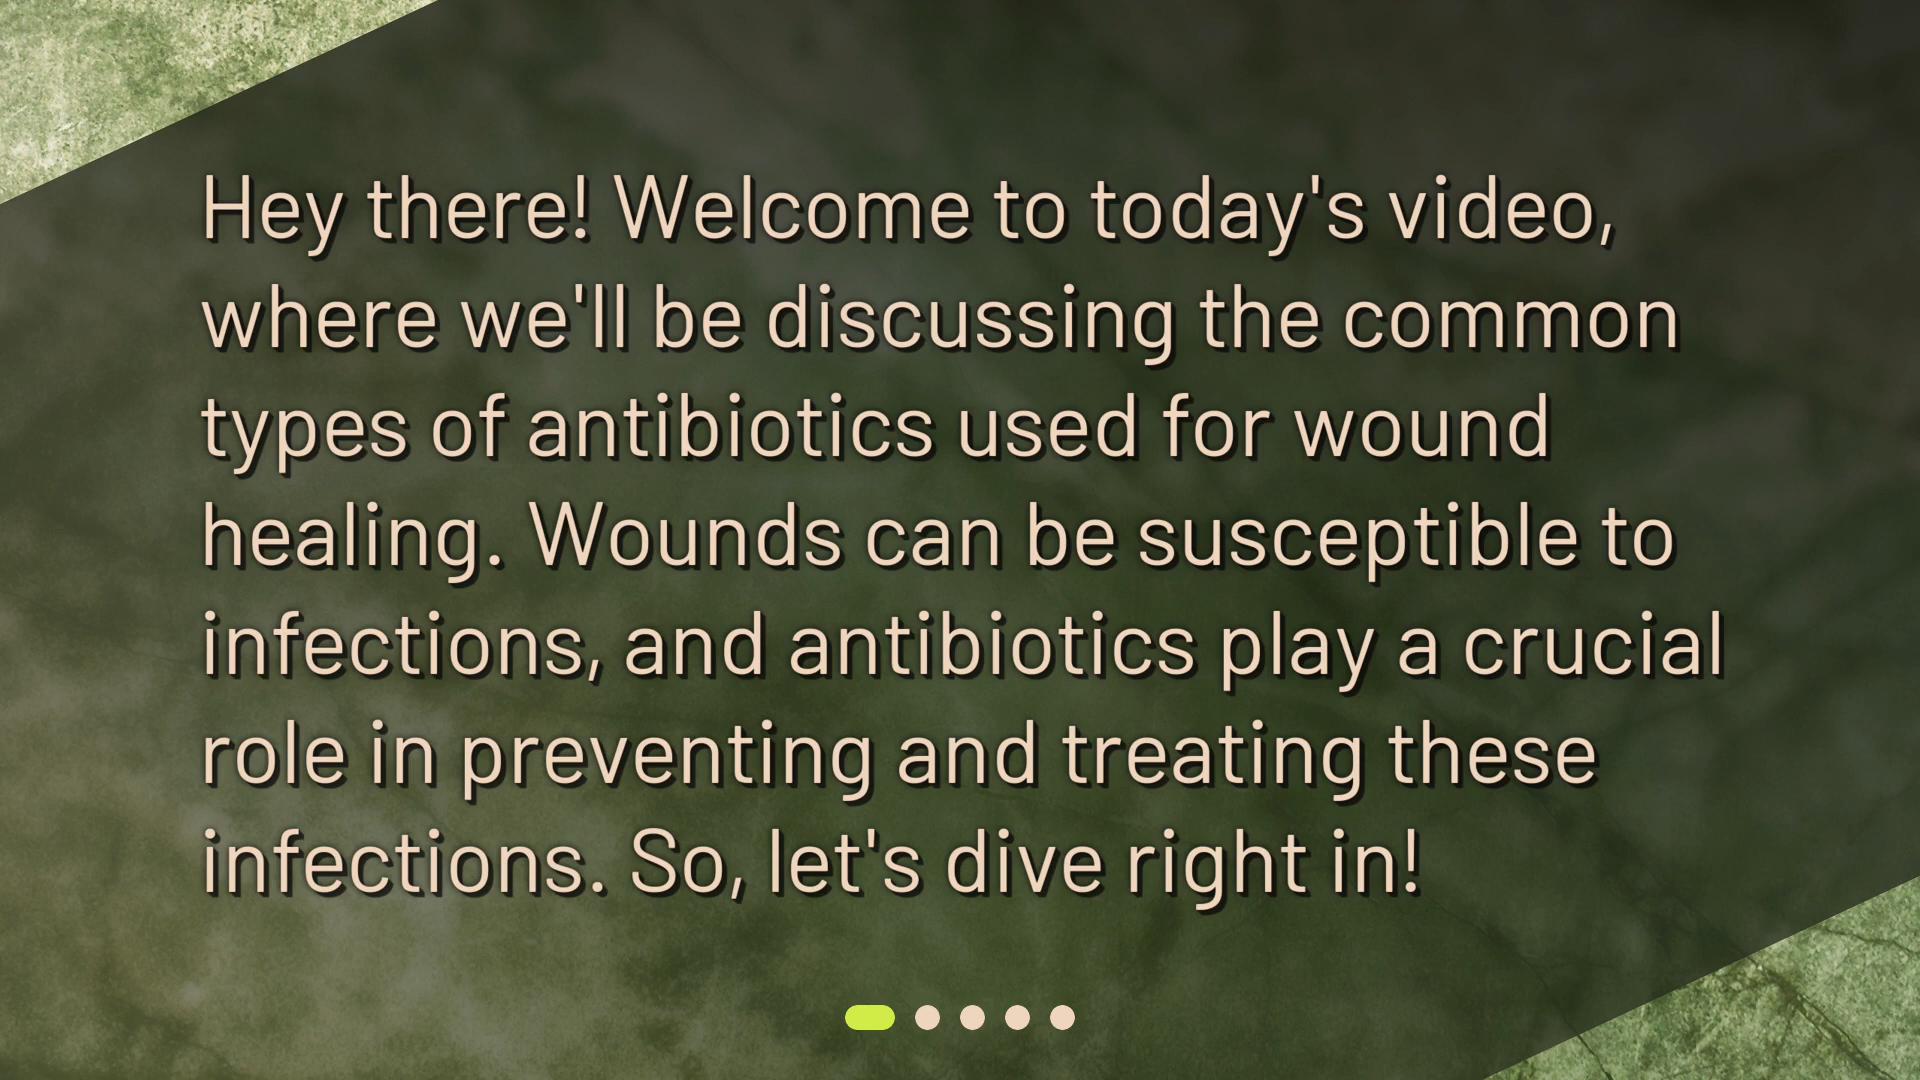 Hey there! Welcome to today's video,
where we'll be discussing the common
types of antibiotics used for wound
healing. Wounds can be susceptible to
infections, and antibiotics play a crucial
role in preventing and treating these
infections. So, let's dive right in!